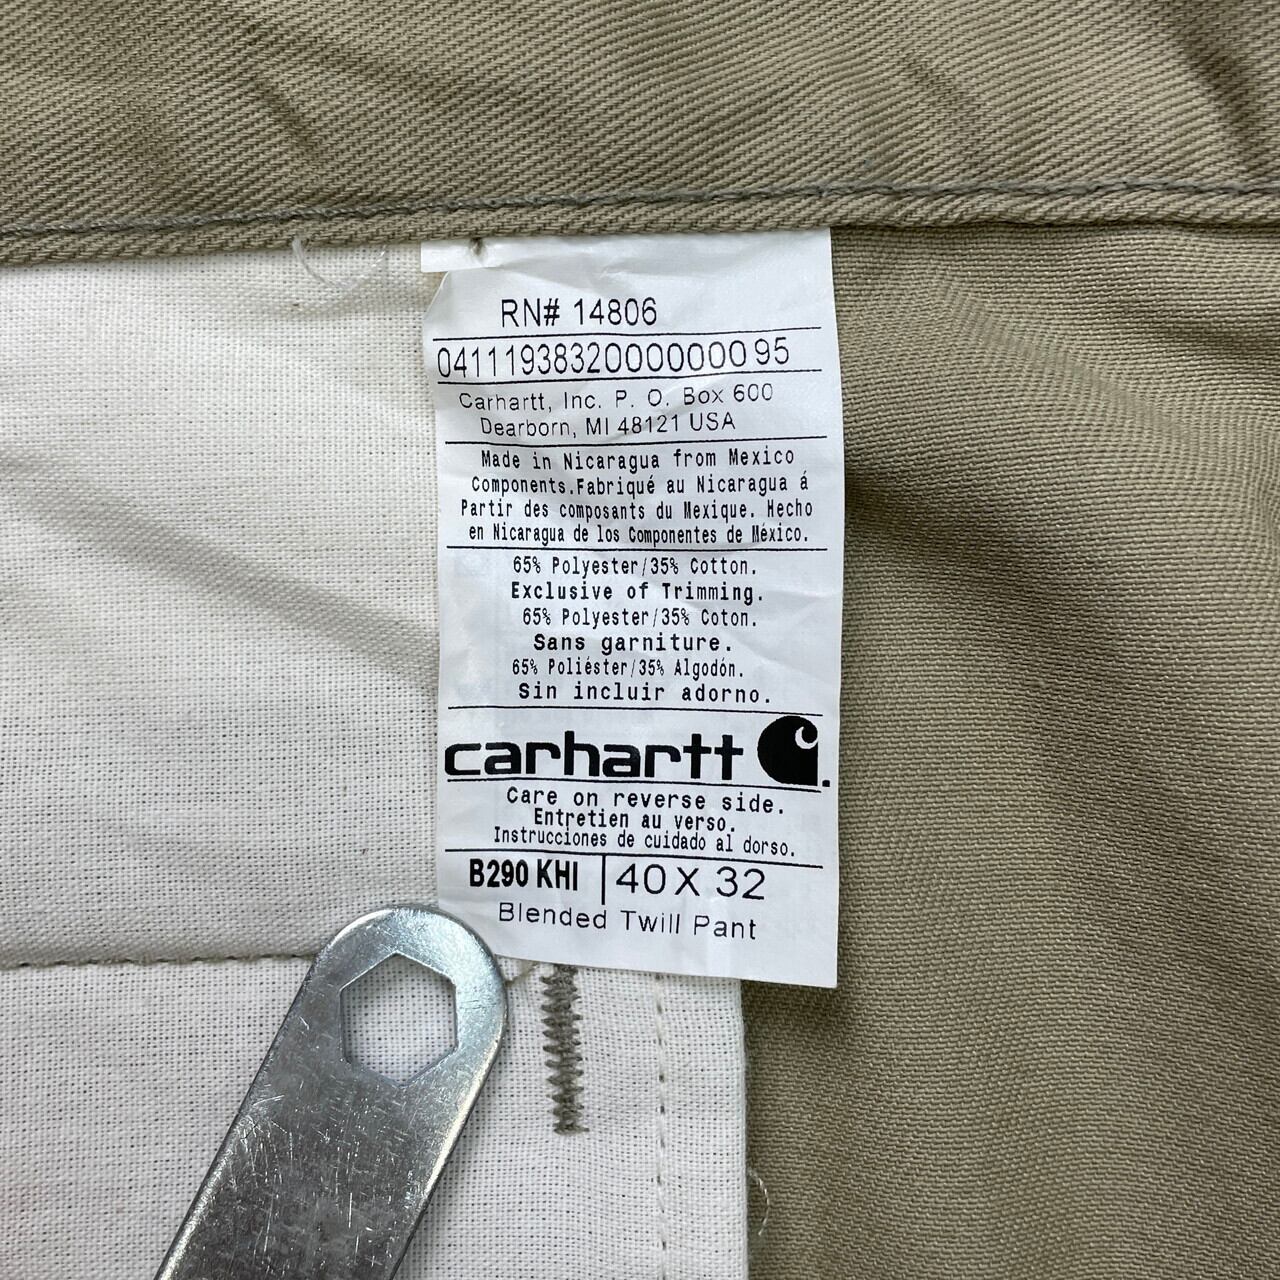 RN# 14806
04111938320000000095
Carhartt, Inc. P. O. Box 600
Dearborn, MI 48121 USA
Made in Nicaragua from Mexico
Components.Fabriqué au Nicaragua á
Partir des composants du Mexique. Hecho
en Nicaragua de los Componentes de México.
65% Polyester/35% Cotton.
Exclusive of Trimming.
65% Polyester/35% Coton.
Sans garniture.
65% Poliéster/35% Algodón.
Sin incluir adorno.
carhartt
Care on reverse side.
Entretien au verso.
Instrucciones de cuidado al dorso.
B290 KHI 40 X 32
Blended Twill Pant